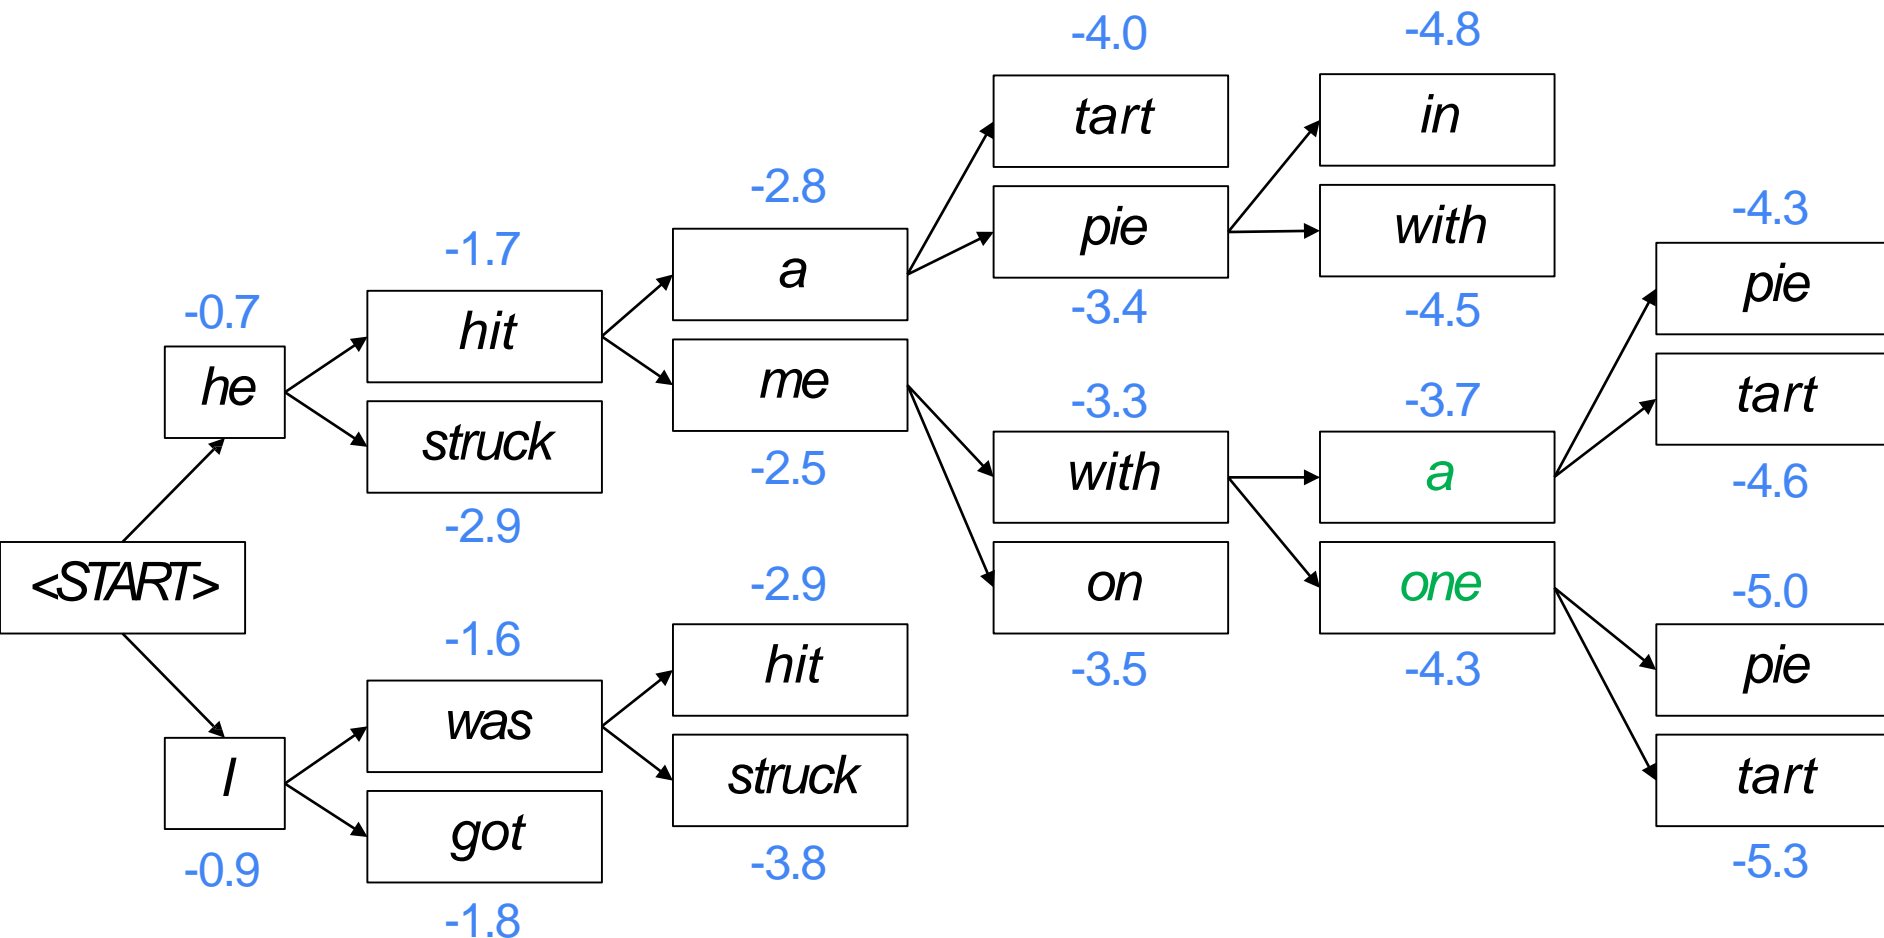 <START>
-0.7
he
I
-0.9
-1.7
hit
struck
-2.9
-1.6
was
got
-1.8
-2.8
a
me
-2.5
-2.9
hit
struck
-3.8
-4.0
tart
pie
-3.4
-3.3
with
on
-3.5
-4.8
in
with
-4.5
-3.7
a
one
-4.3
-4.3
pie
tart
-4.6
-5.0
pie
tart
-5.3